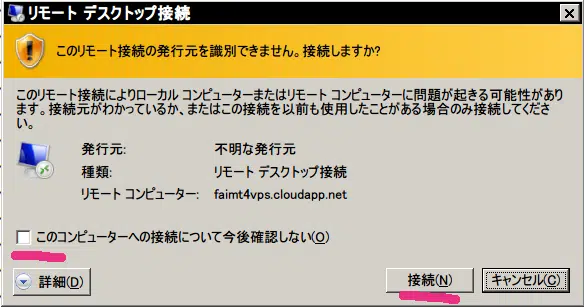 リモート デスクトップ接続
このリモート接続の発行元を識別できません。接続しますか?
このリモート接続によりローカル コンピューターまたはリモート コンピューターに問題が起きる可能性があります。
接続元がわかっているか、またはこの接続を以前も使用したことがある場合のみ接続してください。
発行元: 不明な発行元
種類: リモート デスクトップ接続
リモート コンピューター: faimt4vps.cloudapp.net
このコンピューターへの接続について今後確認しない(O)
詳細(D) 接続(N) キャンセル(C)